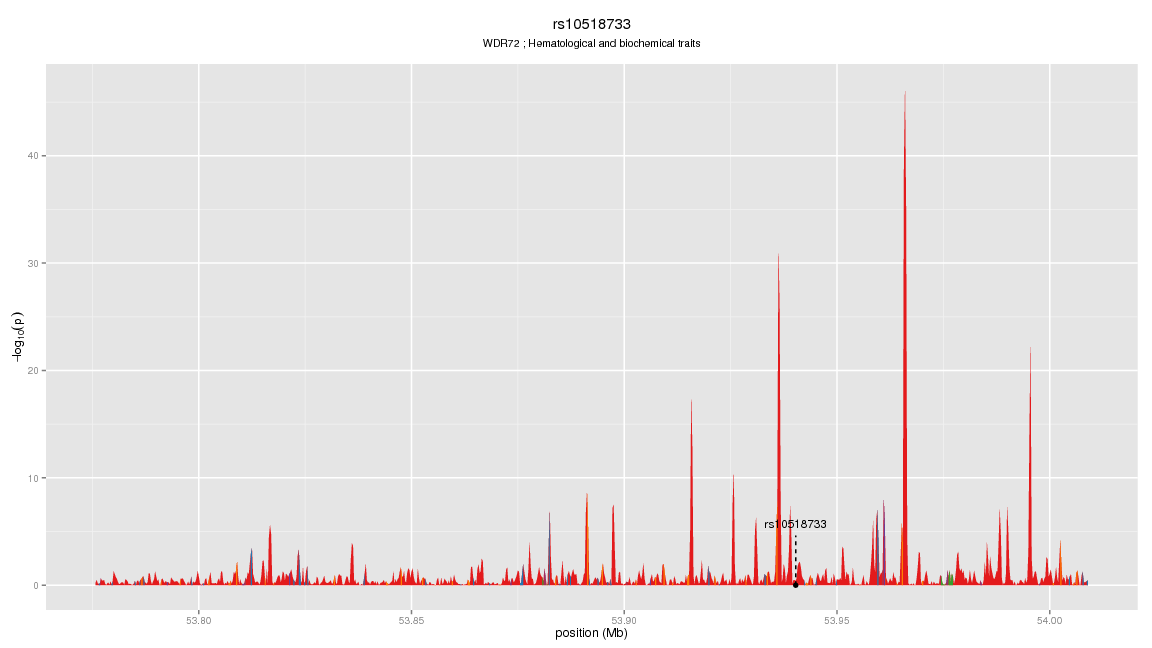 rs10518733
WDR72 ; Hematological and biochemical traits
−log10(p)
40
30
20
10
0
rs10518733
53.80 53.85 53.90 53.95 54.00
position (Mb)